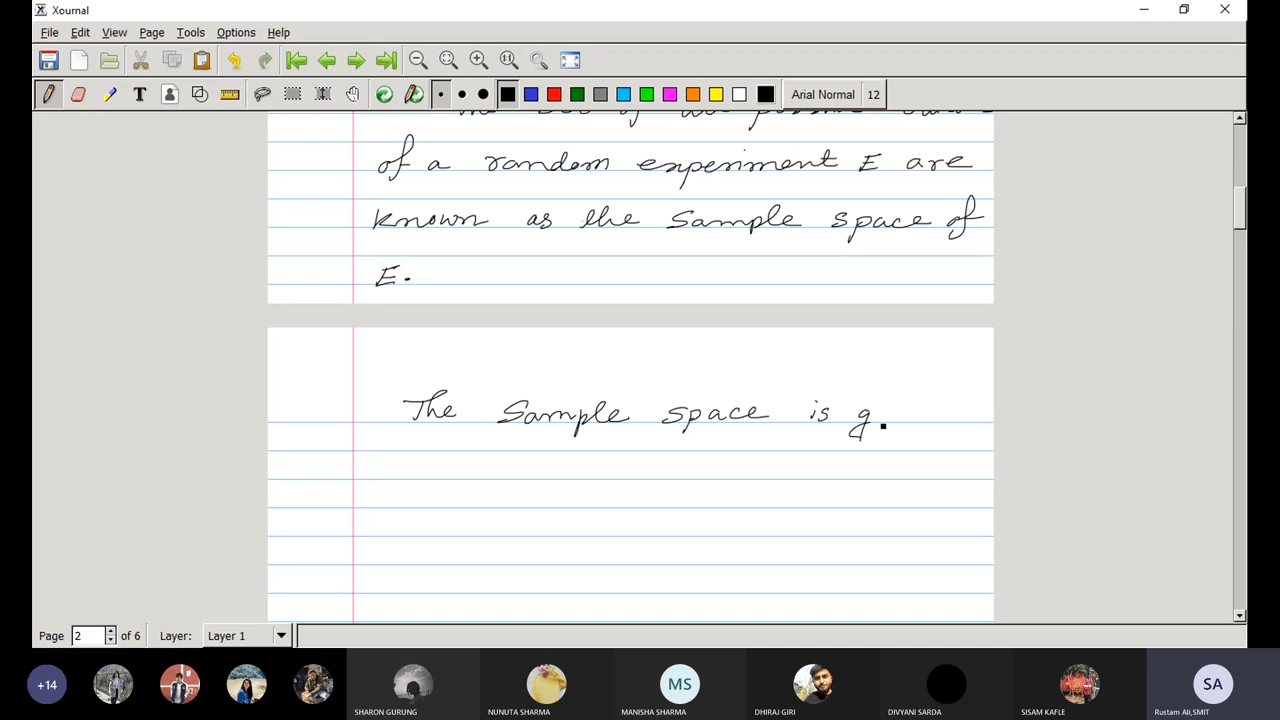 Xournal
File Edit View Page Tools Options Help
Arial Normal 12
of a random experiment E are
known as the Sample space of
E.
The Sample space is g
Page 2 of 6 Layer: Layer 1
+14 MS SA
SHARON GURUNG NUNUTA SHARMA MANISHA SHARMA DHIRAJ GIRI DIVYANI SARDA SISAM KAFLE Rustam Ali,SMIT